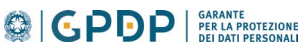 GPDP
GARANTE
PER LA PROTEZIONE
DEI DATI PERSONALI